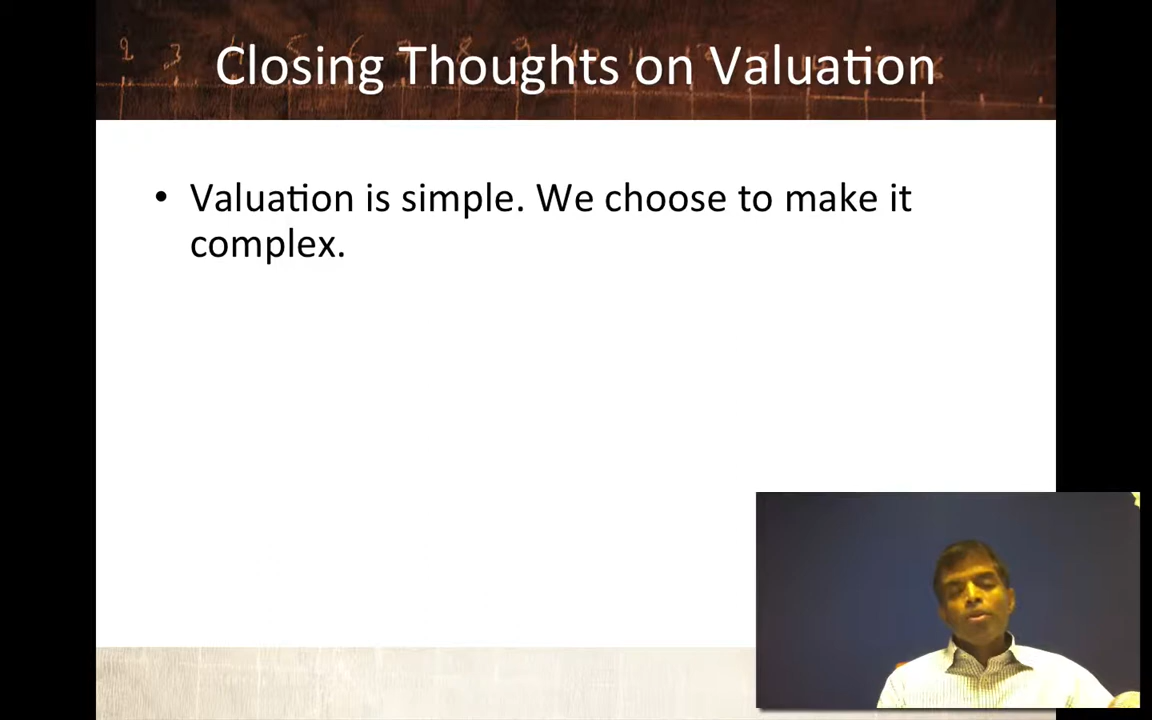 Closing Thoughts on Valuation
• Valuation is simple. We choose to make it
complex.